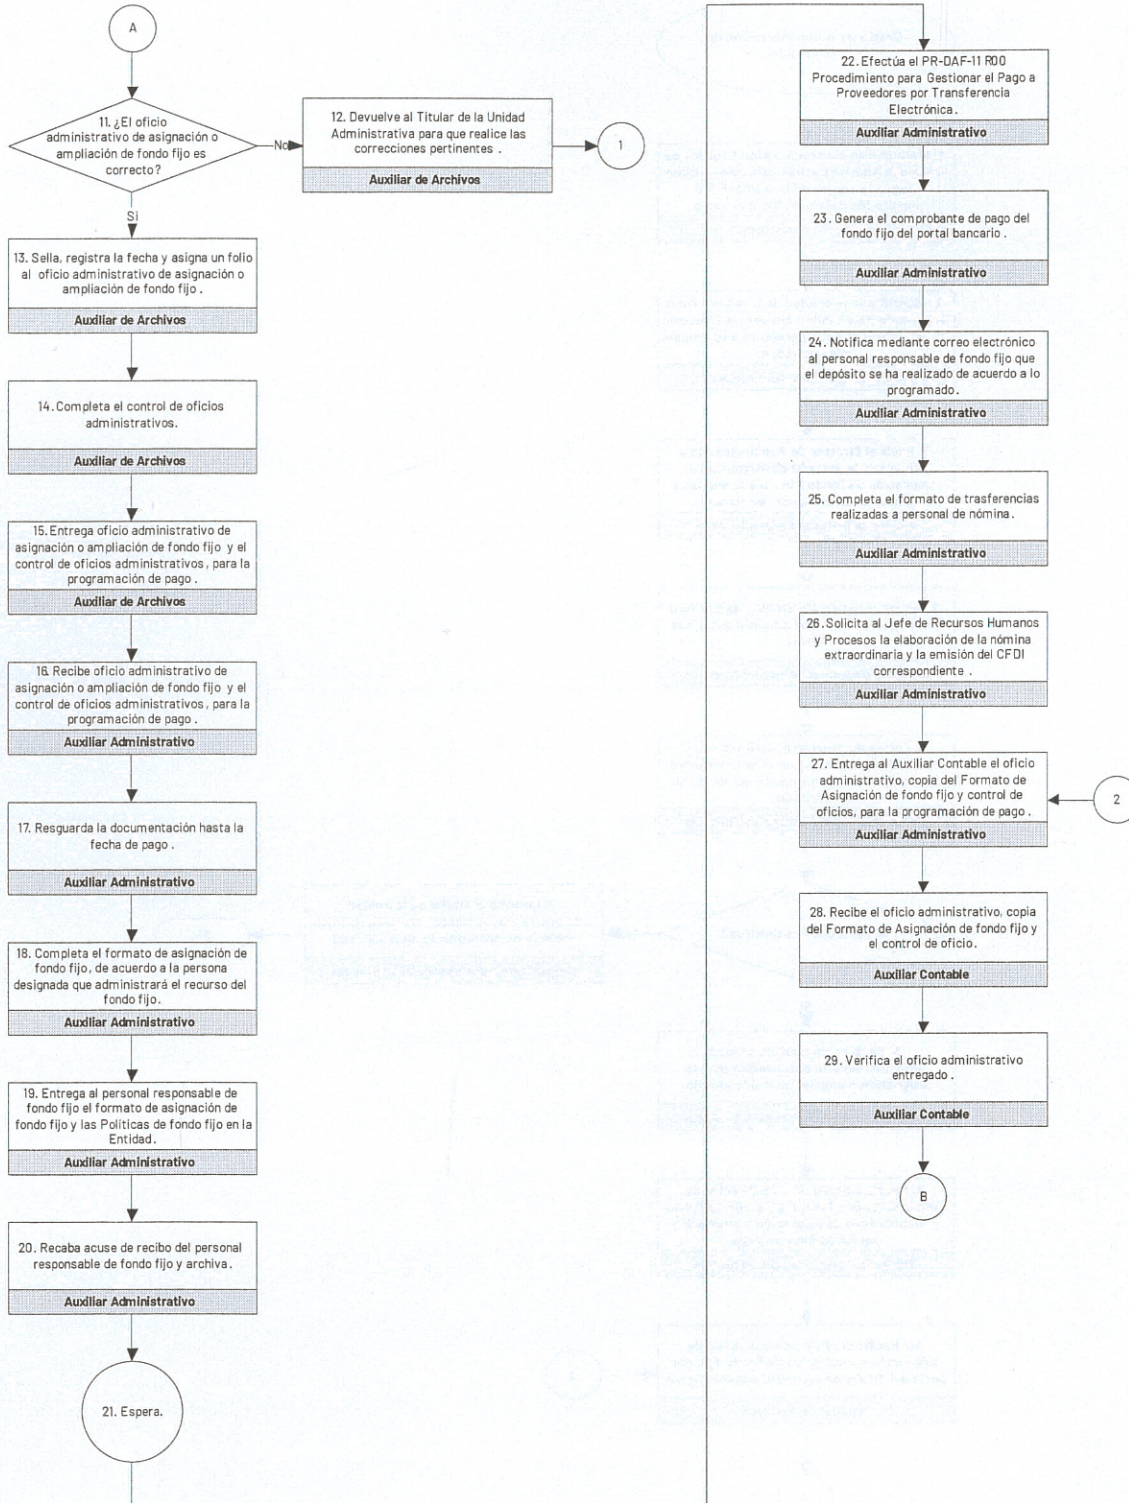 A
11. ¿El oficio
administrativo de asignación o
ampliación de fondo fijo es
correcto?
No
12. Devuelve al Titular de la Unidad
Administrativa para que realice las
correcciones pertinentes .
Auxiliar de Archivos
1
Si
13. Sella, registra la fecha y asigna un folio
al oficio administrativo de asignación o
ampliación de fondo fijo .
Auxiliar de Archivos
14. Completa el control de oficios
administrativos.
Auxiliar de Archivos
15. Entrega oficio administrativo de
asignación o ampliación de fondo fijo y el
control de oficios administrativos, para la
programación de pago .
Auxiliar de Archivos
16. Recibe oficio administrativo de
asignación o ampliación de fondo fijo y el
control de oficios administrativos, para la
programación de pago .
Auxiliar Administrativo
17. Resguarda la documentación hasta la
fecha de pago .
Auxiliar Administrativo
18. Completa el formato de asignación de
fondo fijo, de acuerdo a la persona
designada que administrará el recurso del
fondo fijo.
Auxiliar Administrativo
19. Entrega al personal responsable de
fondo fijo el formato de asignación de
fondo fijo y las Políticas de fondo fijo en la
Entidad .
Auxiliar Administrativo
20. Recaba acuse de recibo del personal
responsable de fondo fijo y archiva.
Auxiliar Administrativo
21. Espera.
22. Efectúa el PR-DAF-11 R00
Procedimiento para Gestionar el Pago a
Proveedores por Transferencia
Electrónica.
Auxiliar Administrativo
23. Genera el comprobante de pago del
fondo fijo del portal bancario .
Auxiliar Administrativo
24. Notifica mediante correo electrónico
al personal responsable de fondo fijo que
el depósito se ha realizado de acuerdo a lo
programado.
Auxiliar Administrativo
25. Completa el formato de trasferencias
realizadas a personal de nómina.
Auxiliar Administrativo
26. Solicita al Jefe de Recursos Humanos
y Procesos la elaboración de la nómina
extraordinaria y la emisión del CFDI
correspondiente .
Auxiliar Administrativo
27. Entrega al Auxiliar Contable el oficio
administrativo, copia del Formato de
Asignación de fondo fijo y control de
oficios, para la programación de pago .
Auxiliar Administrativo
2
28. Recibe el oficio administrativo, copia
del Formato de Asignación de fondo fijo y
el control de oficio.
Auxiliar Contable
29. Verifica el oficio administrativo
entregado .
Auxiliar Contable
B